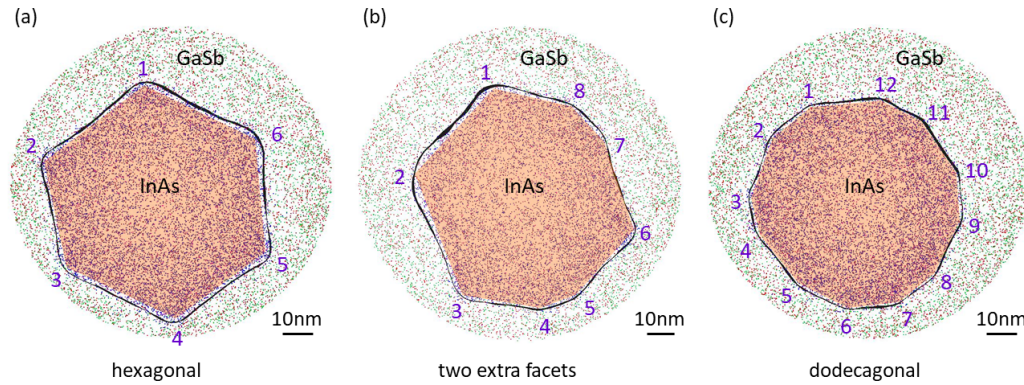 (a)
GaSb
1
2
6
InAs
3
5
4
10nm
hexagonal
(b)
GaSb
1
8
7
2
InAs
6
3
5
4
10nm
two extra facets
(c)
GaSb
12
1
11
2
10
InAs
3
9
4
8
5
7
6
10nm
dodecagonal